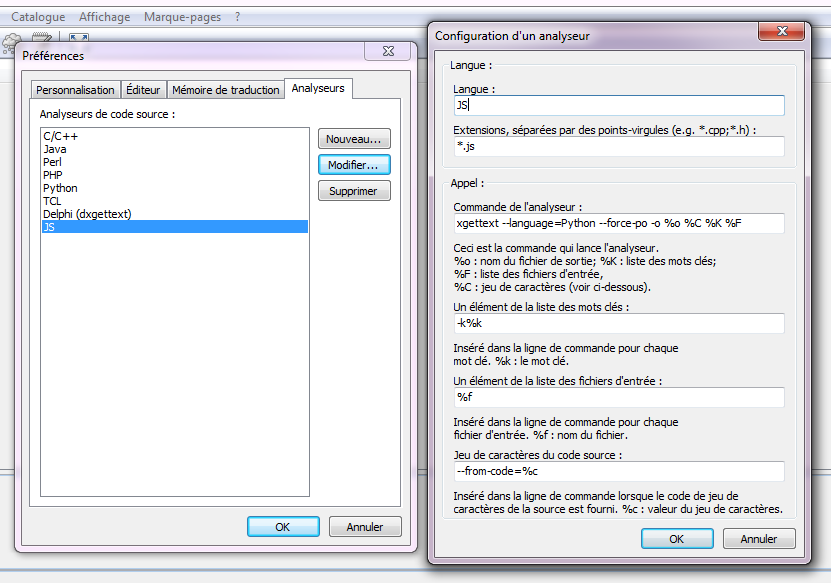 Catalogue Affichage Marque-pages ?
Préférences
Personnalisation Éditeur Mémoire de traduction Analyseurs
Analyseurs de code source :
C/C++
Java
Perl
PHP
Python
TCL
Delphi (dxgettext)
JS
Nouveau...
Modifier...
Supprimer
OK Annuler
Configuration d'un analyseur
Langue :
Langue :
JS
Extensions, séparées par des points-virgules (e.g. *.cpp;*.h) :
*.js
Appel :
Commande de l'analyseur :
xgettext --language=Python --force-po -o %o %C %K %F
Ceci est la commande qui lance l'analyseur.
%o : nom du fichier de sortie; %K : liste des mots clés;
%F : liste des fichiers d'entrée,
%C : jeu de caractères (voir ci-dessous).
Un élément de la liste des mots clés :
-k%k
Inséré dans la ligne de commande pour chaque
mot clé. %k : le mot clé.
Un élément de la liste des fichiers d'entrée :
%f
Inséré dans la ligne de commande pour chaque
fichier d'entrée. %f : nom du fichier.
Jeu de caractères du code source :
--from-code=%c
Inséré dans la ligne de commande lorsque le code de jeu de
caractères de la source est fourni. %c : valeur du jeu de caractères.
OK Annuler